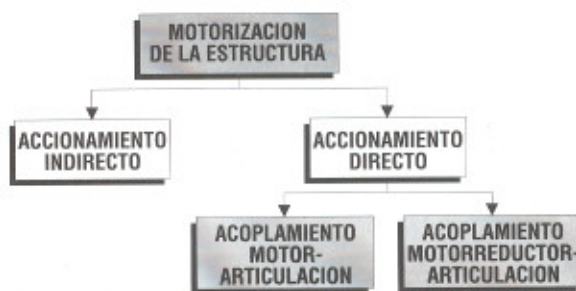 MOTORIZACION
DE LA ESTRUCTURA
ACCIONAMIENTO
INDIRECTO
ACCIONAMIENTO
DIRECTO
ACOPLAMIENTO
MOTOR-
ARTICULACION
ACOPLAMIENTO
MOTORREDUCTOR-
ARTICULACION